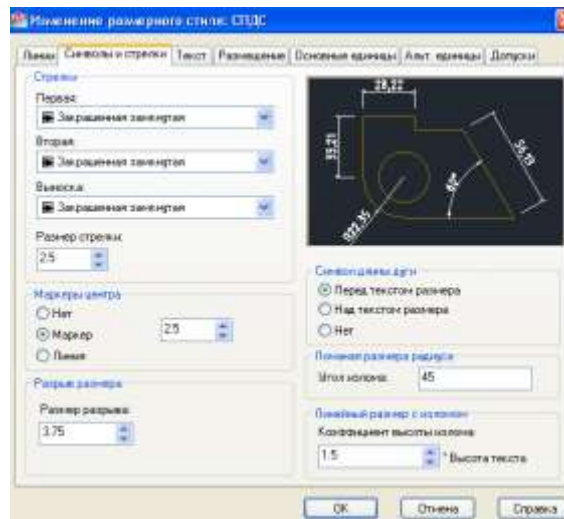 Изменение размерного стиля: СПДС
Линии Символы и стрелки Текст Размещение Основные единицы Альт. единицы Допуски
Стрелки
Первая:
Закрашенная замкнутая
Вторая:
Закрашенная замкнутая
Выноска:
Закрашенная замкнутая
Размер стрелки:
2.5
Маркеры центра
Нет
Маркер
2.5
Линия
Разрыв размера
Размер разрыва:
3.75
28,22
33,21
56,19
60°
R22,35
Символ длины дуги
Перед текстом размера
Над текстом размера
Нет
Ломаная размера радиуса
Угол излома:
45
Линейный размер с изломом
Коэффициент высоты излома:
1.5
* Высота текста
OK Отмена Справка